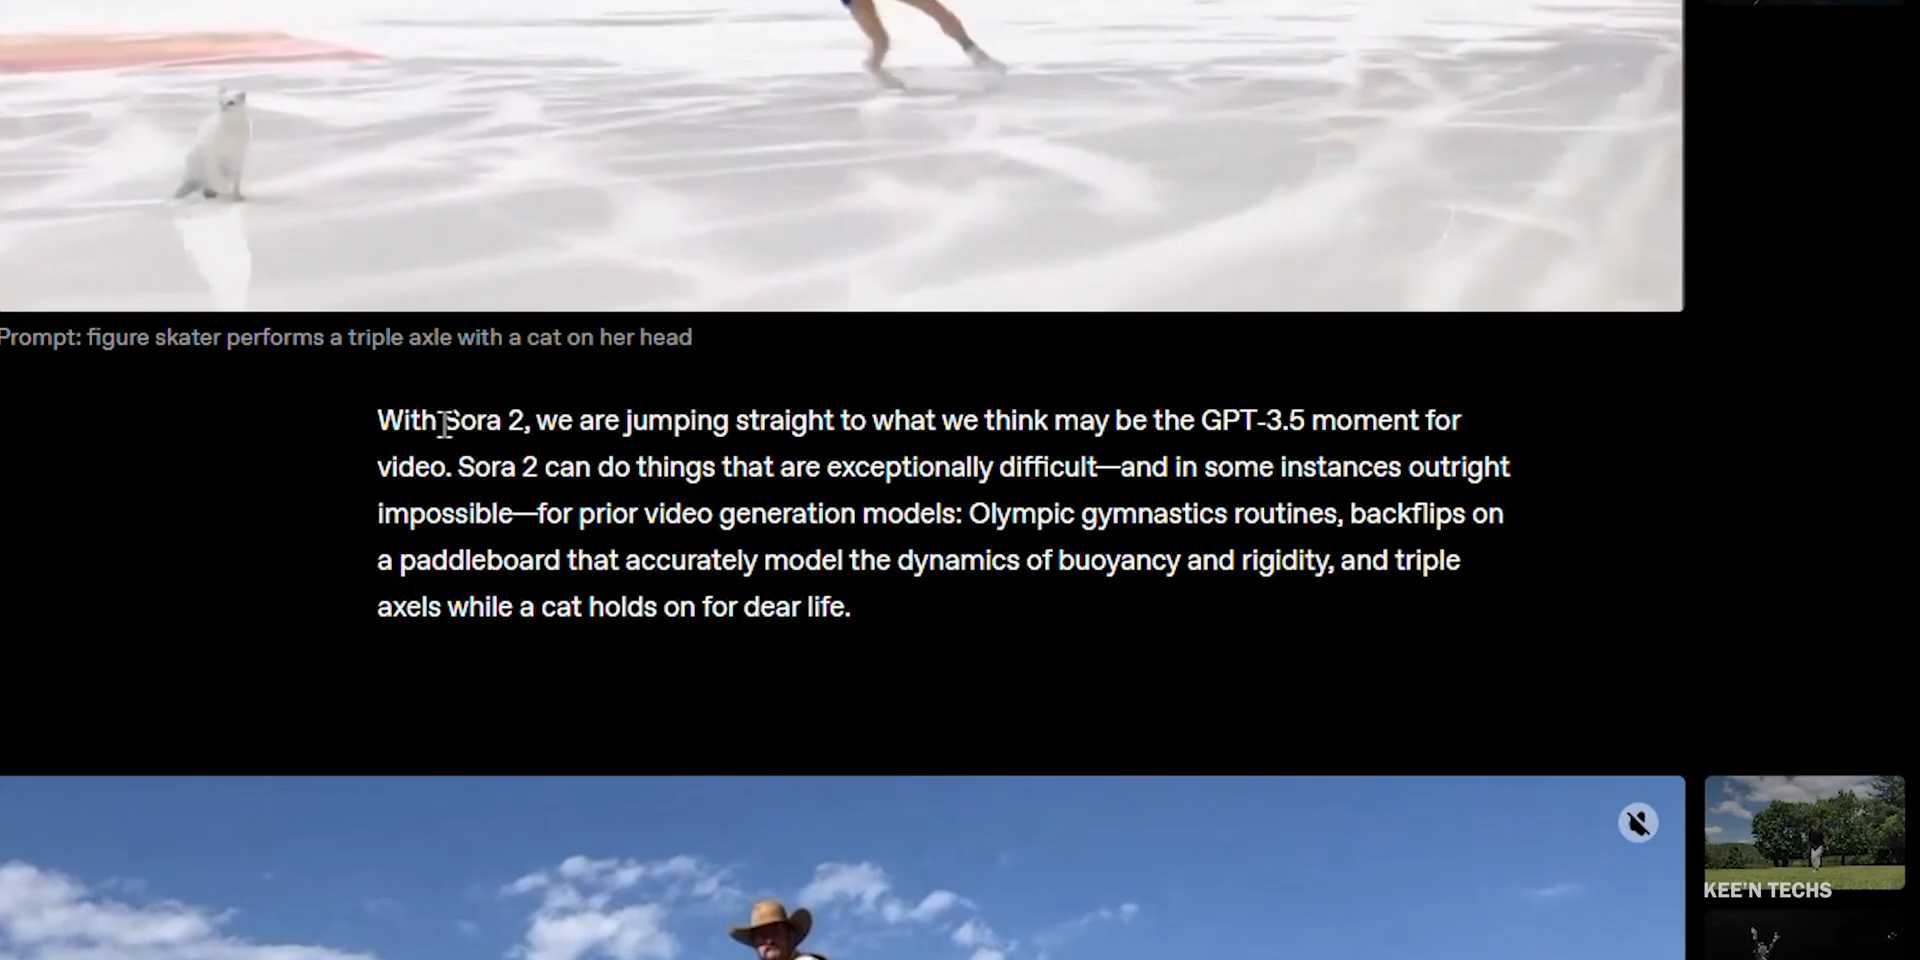 Prompt: figure skater performs a triple axle with a cat on her head
With Sora 2, we are jumping straight to what we think may be the GPT-3.5 moment for
video. Sora 2 can do things that are exceptionally difficult—and in some instances outright
impossible—for prior video generation models: Olympic gymnastics routines, backflips on
a paddleboard that accurately model the dynamics of buoyancy and rigidity, and triple
axels while a cat holds on for dear life.
KEE'N TECHS